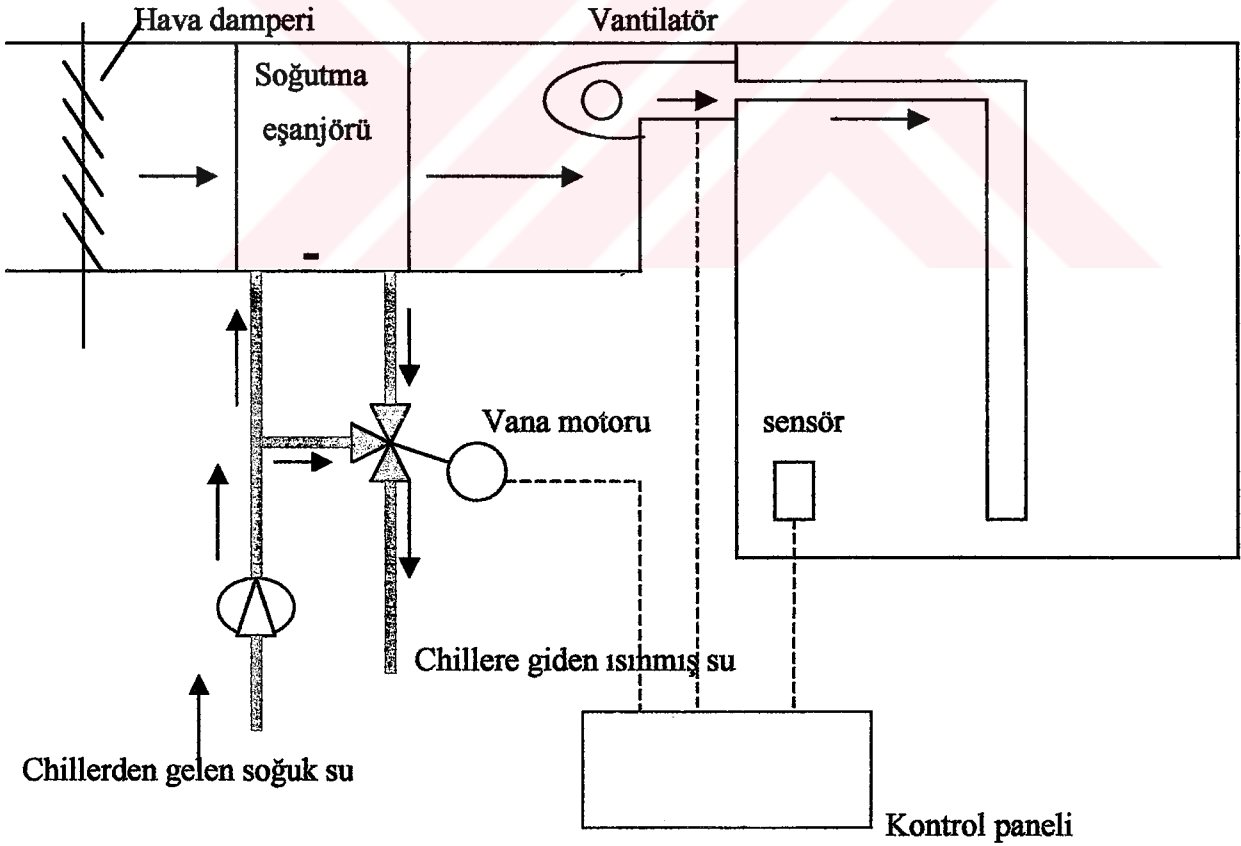 Hava damperi
Vantilatör
Soğutma
eşanjörü
-
Vana motoru
sensör
Chillere giden ısınmış su
Chillerden gelen soğuk su
Kontrol paneli